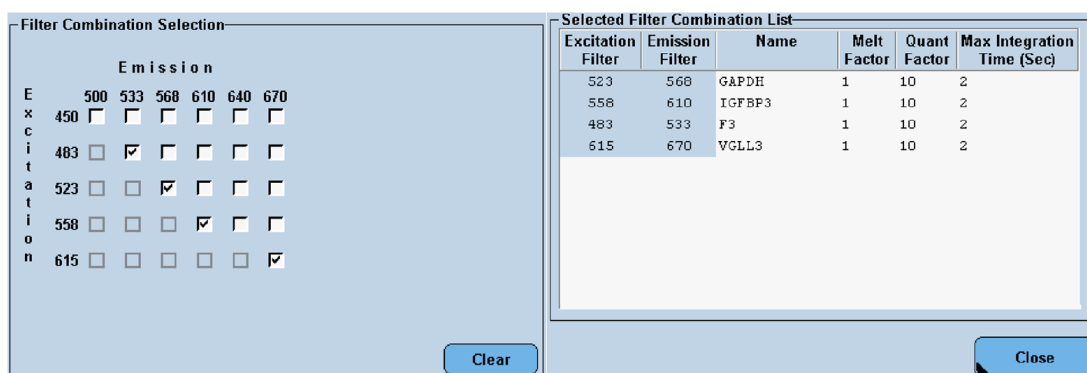 Filter Combination Selection
Emission
Excitation
500 533 568 610 640 670
450
483
523
558
615
Clear
Selected Filter Combination List
Excitation Filter Emission Filter Name Melt Factor Quant Factor Max Integration Time (Sec)
523 568 GAPDH 1 10 2
558 610 IGFBP3 1 10 2
483 533 F3 1 10 2
615 670 VGLL3 1 10 2
Close